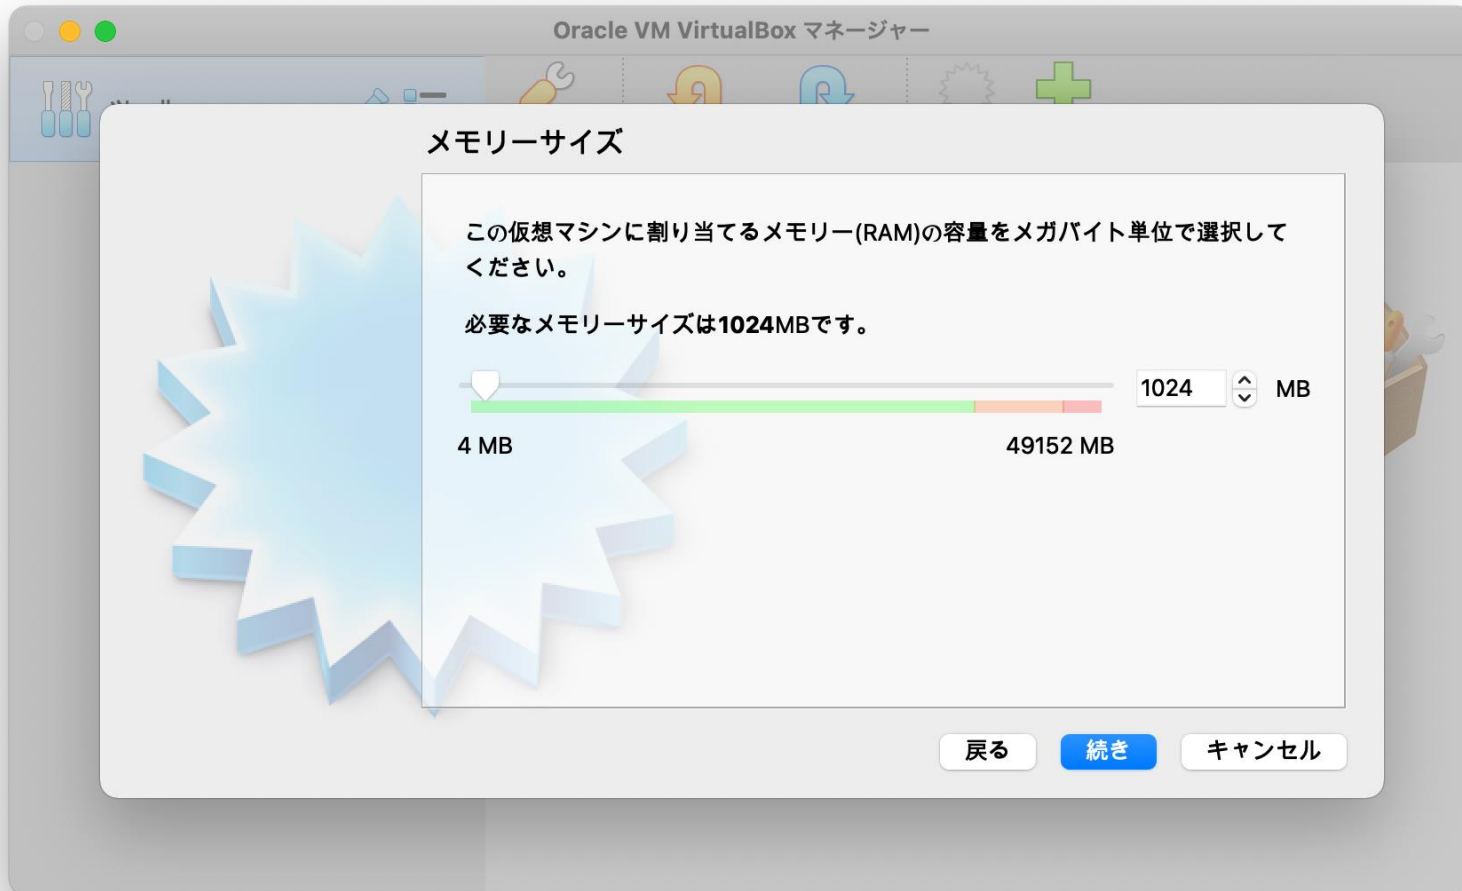 Oracle VM VirtualBox マネージャー
メモリーサイズ
この仮想マシンに割り当てるメモリー(RAM)の容量をメガバイト単位で選択して
ください。
必要なメモリーサイズは1024MBです。
1024 MB
4 MB 49152 MB
戻る 続き キャンセル